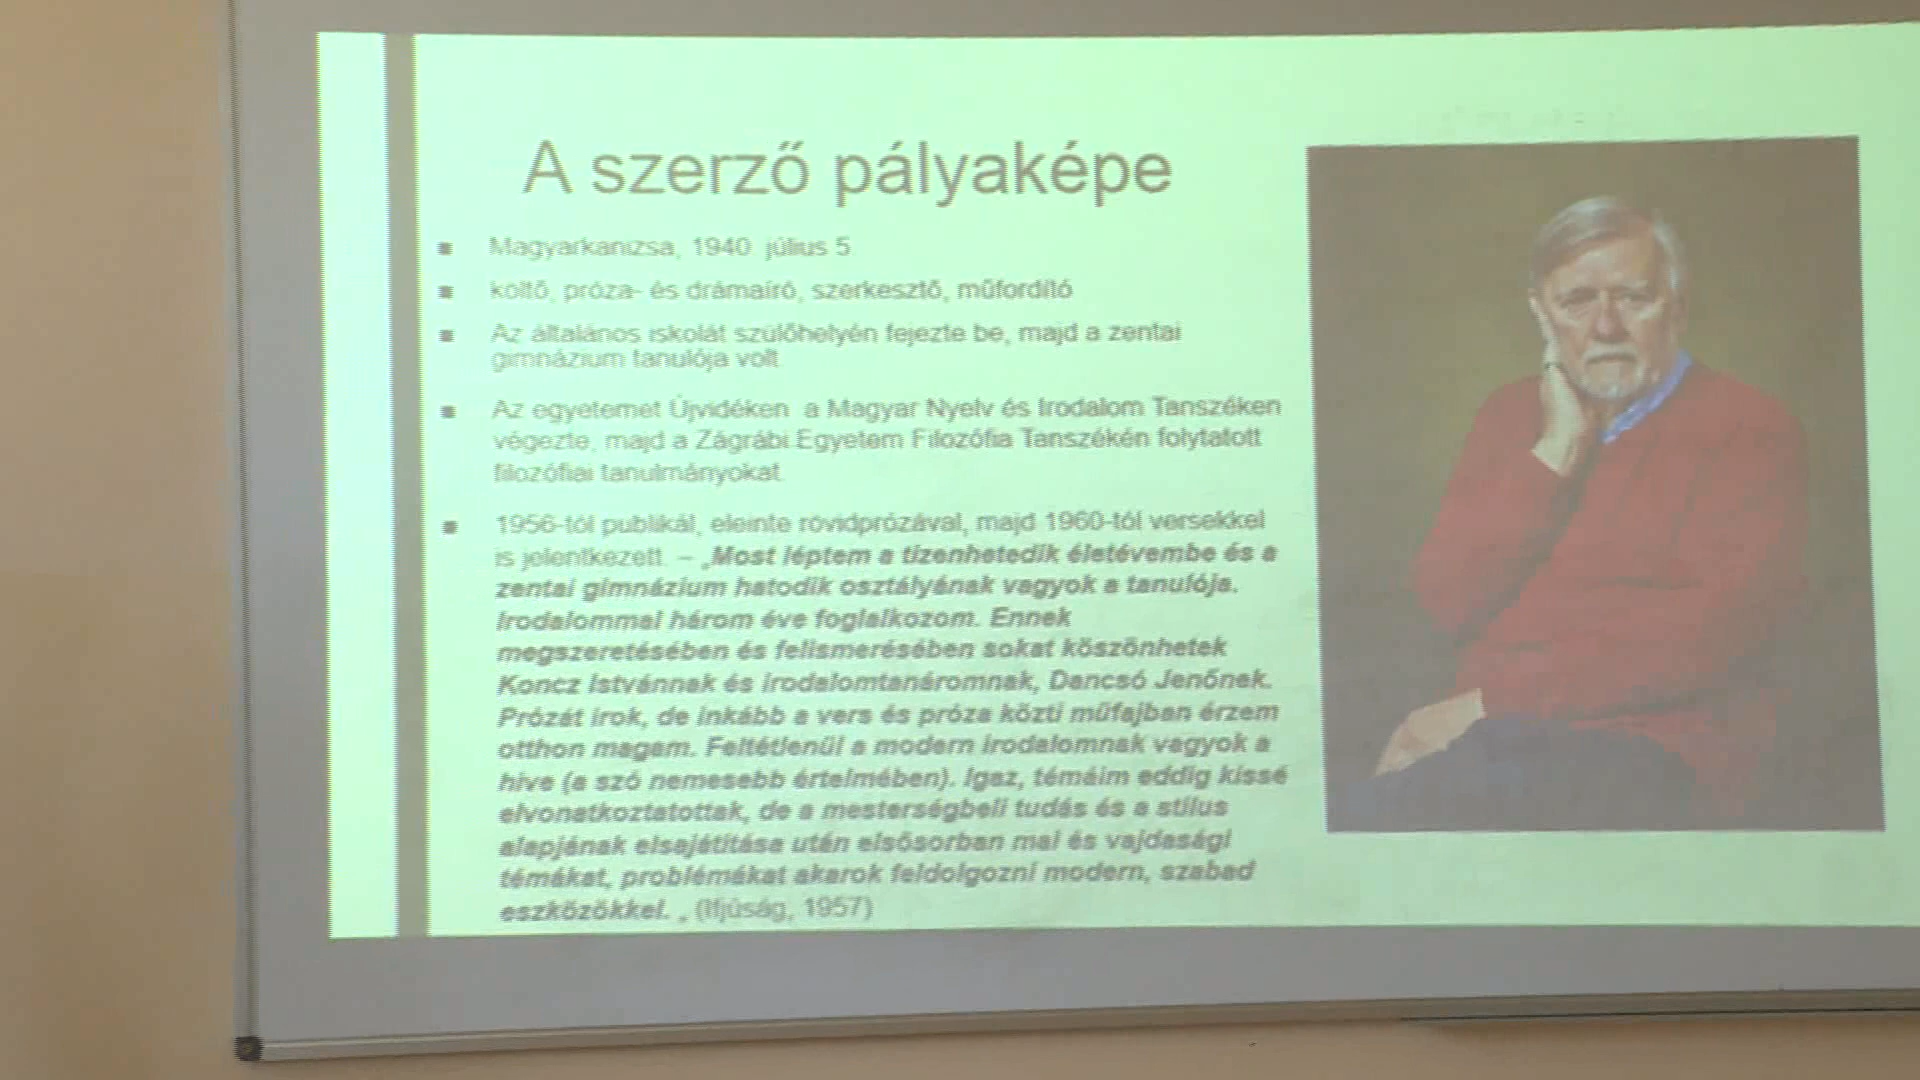 A szerző pályaképe
Magyarkanizsa, 1940 július 5
költő, próza- és drámaíró, szerkesztő, műfordító
Az általános iskolát szülőhelyén fejezte be, majd a zentai
gimnázium tanulója volt
Az egyetemet Újvidéken a Magyar Nyelv és Irodalom Tanszéken
végezte, majd a Zágrábi Egyetem Filozófia Tanszékén folytatott
filozófiai tanulmányokat
1956-tól publikál, eleinte rövidprózával, majd 1960-tól versekkel
is jelentkezett. – „Most léptem a tizenhetedik életévembe és a
zentai gimnázium hatodik osztályának vagyok a tanulója.
Irodalommal három éve foglalkozom. Ennek
megszeretésében és felismerésében sokat köszönhetek
Koncz Istvánnak és irodalomtanáromnak, Dancsó Jenőnek.
Prózát írok, de inkább a vers és próza közti műfajban érzem
otthon magam. Feltétlenül a modern irodalomnak vagyok a
híve (a szó nemesebb értelmében). Igaz, témáim eddig kissé
elvonatkoztatottak, de a mesterségbeli tudás és a stílus
alapjának elsajátítása után elsősorban mai és vajdasági
témákat, problémákat akarok feldolgozni modern, szabad
eszközökkel. „ (Ifjúság, 1957)